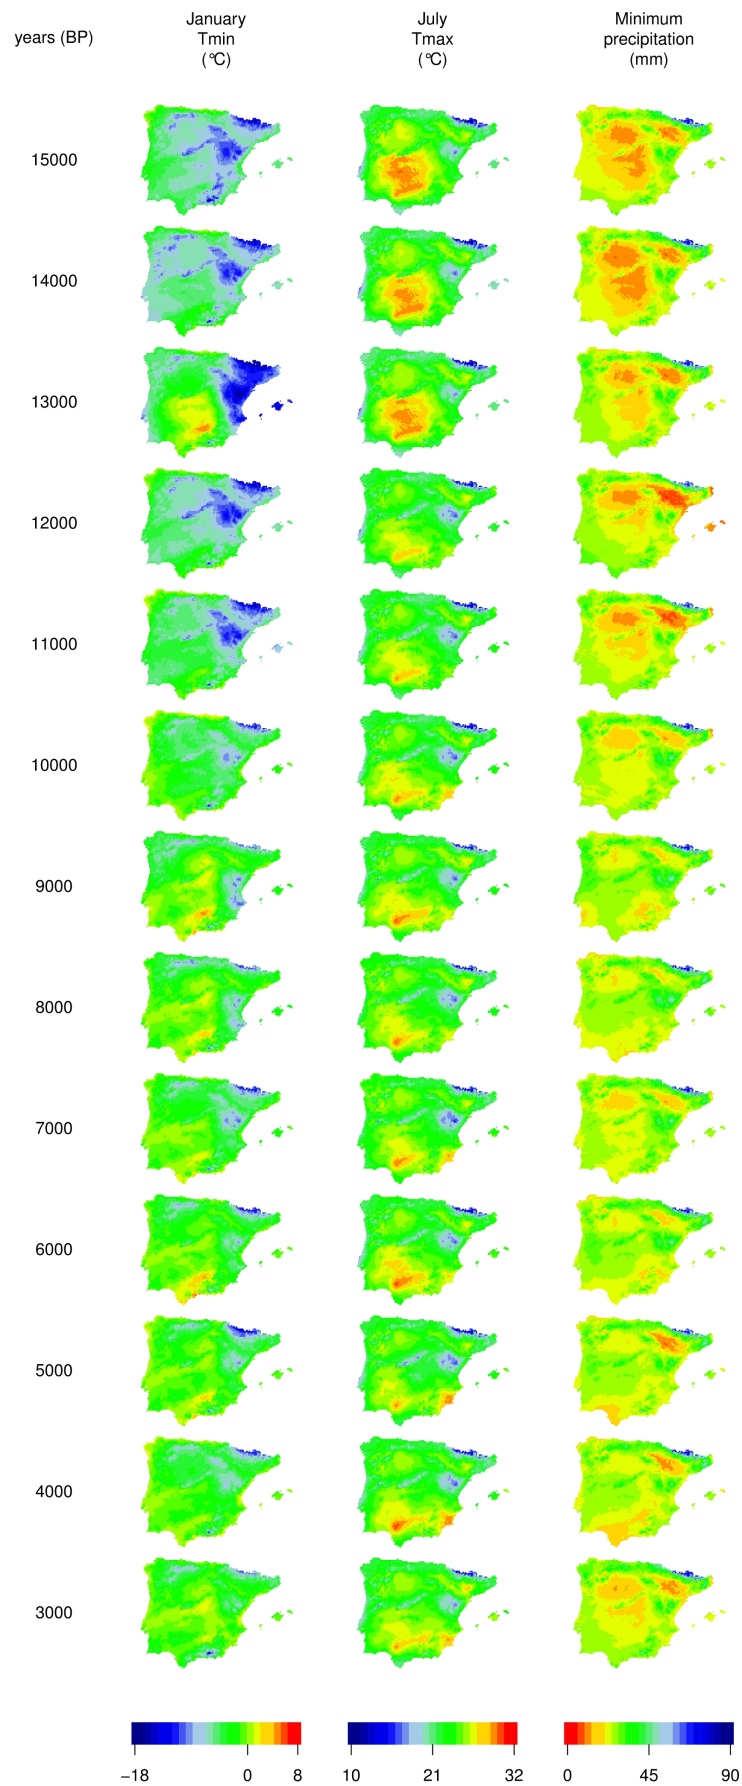 years (BP)
January
Tmin
(°C)
July
Tmax
(°C)
Minimum
precipitation
(mm)
15000
14000
13000
12000
11000
10000
9000
8000
7000
6000
5000
4000
3000
−18 0 8
10 21 32
0 45 90